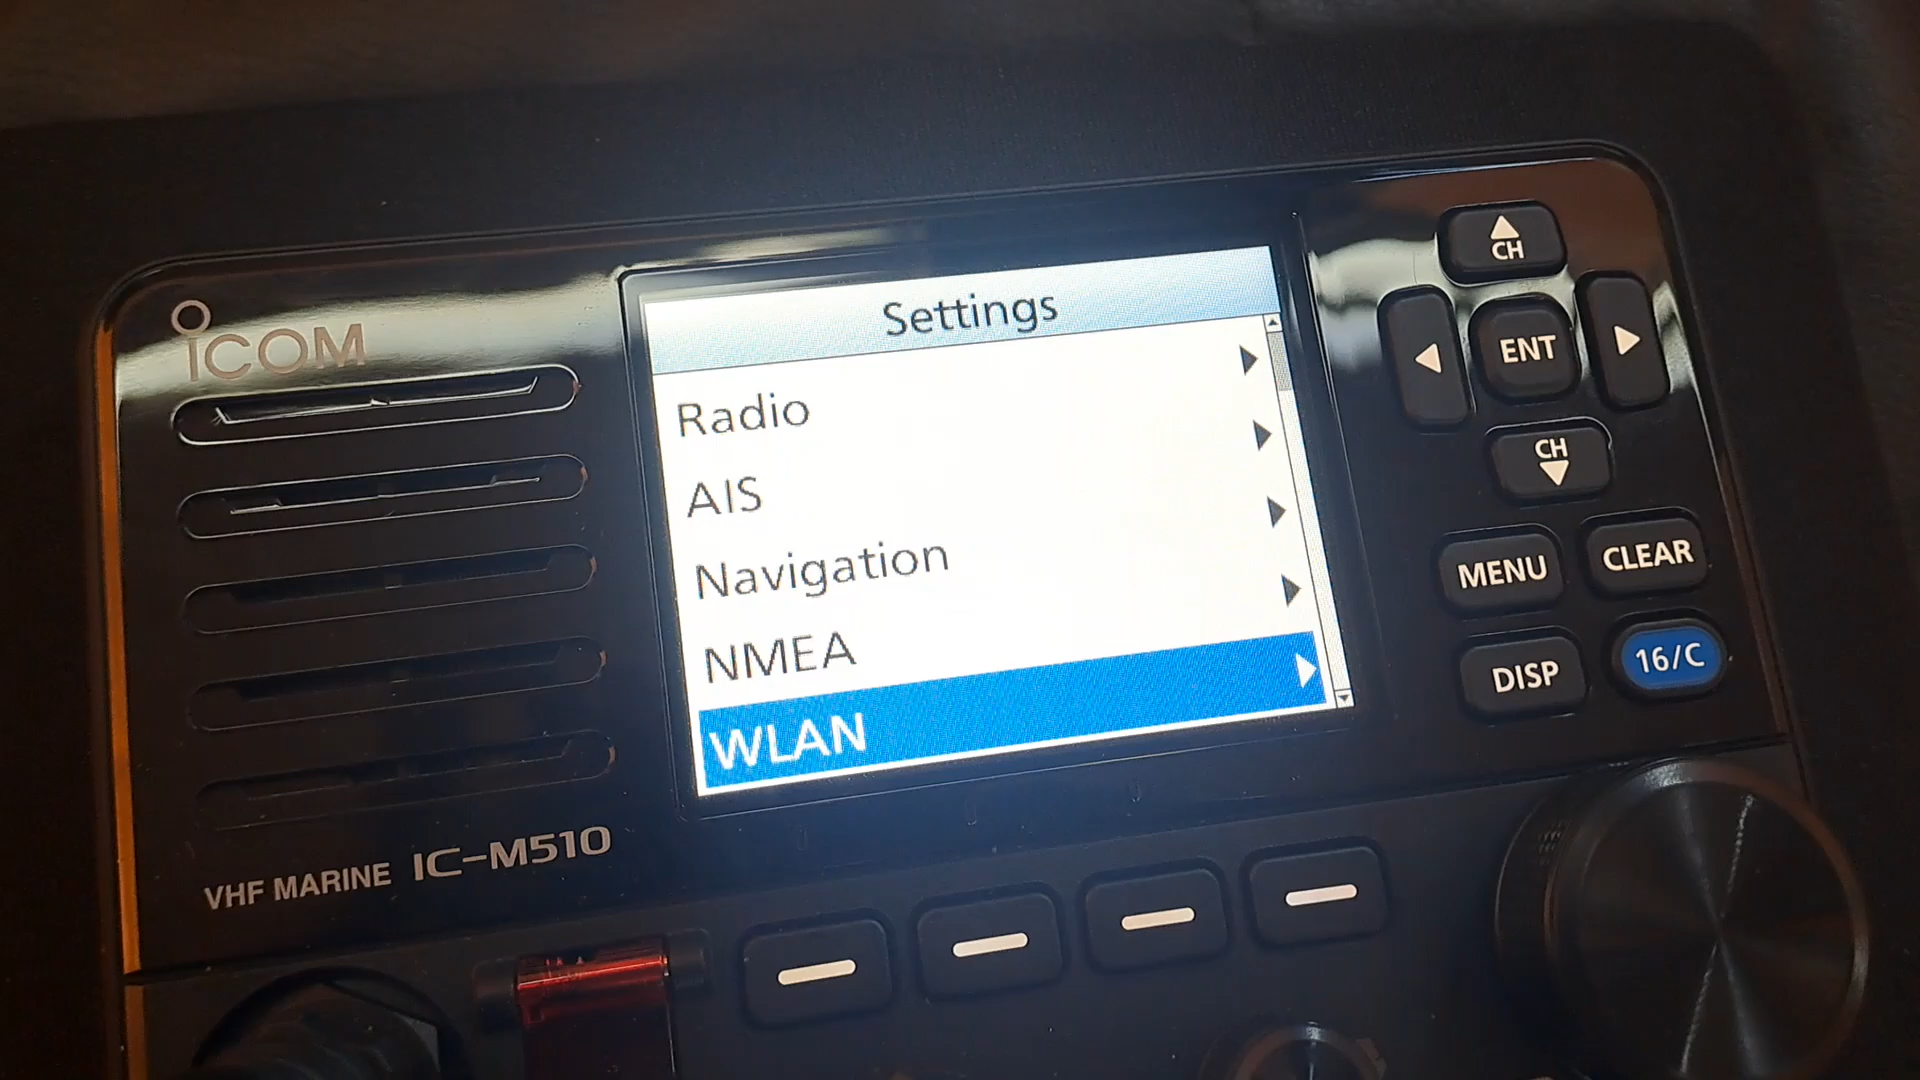 ICOM
Settings
Radio
AIS
Navigation
NMEA
WLAN
VHF MARINE IC-M510
CH
ENT
CH
MENU
CLEAR
DISP
16/C